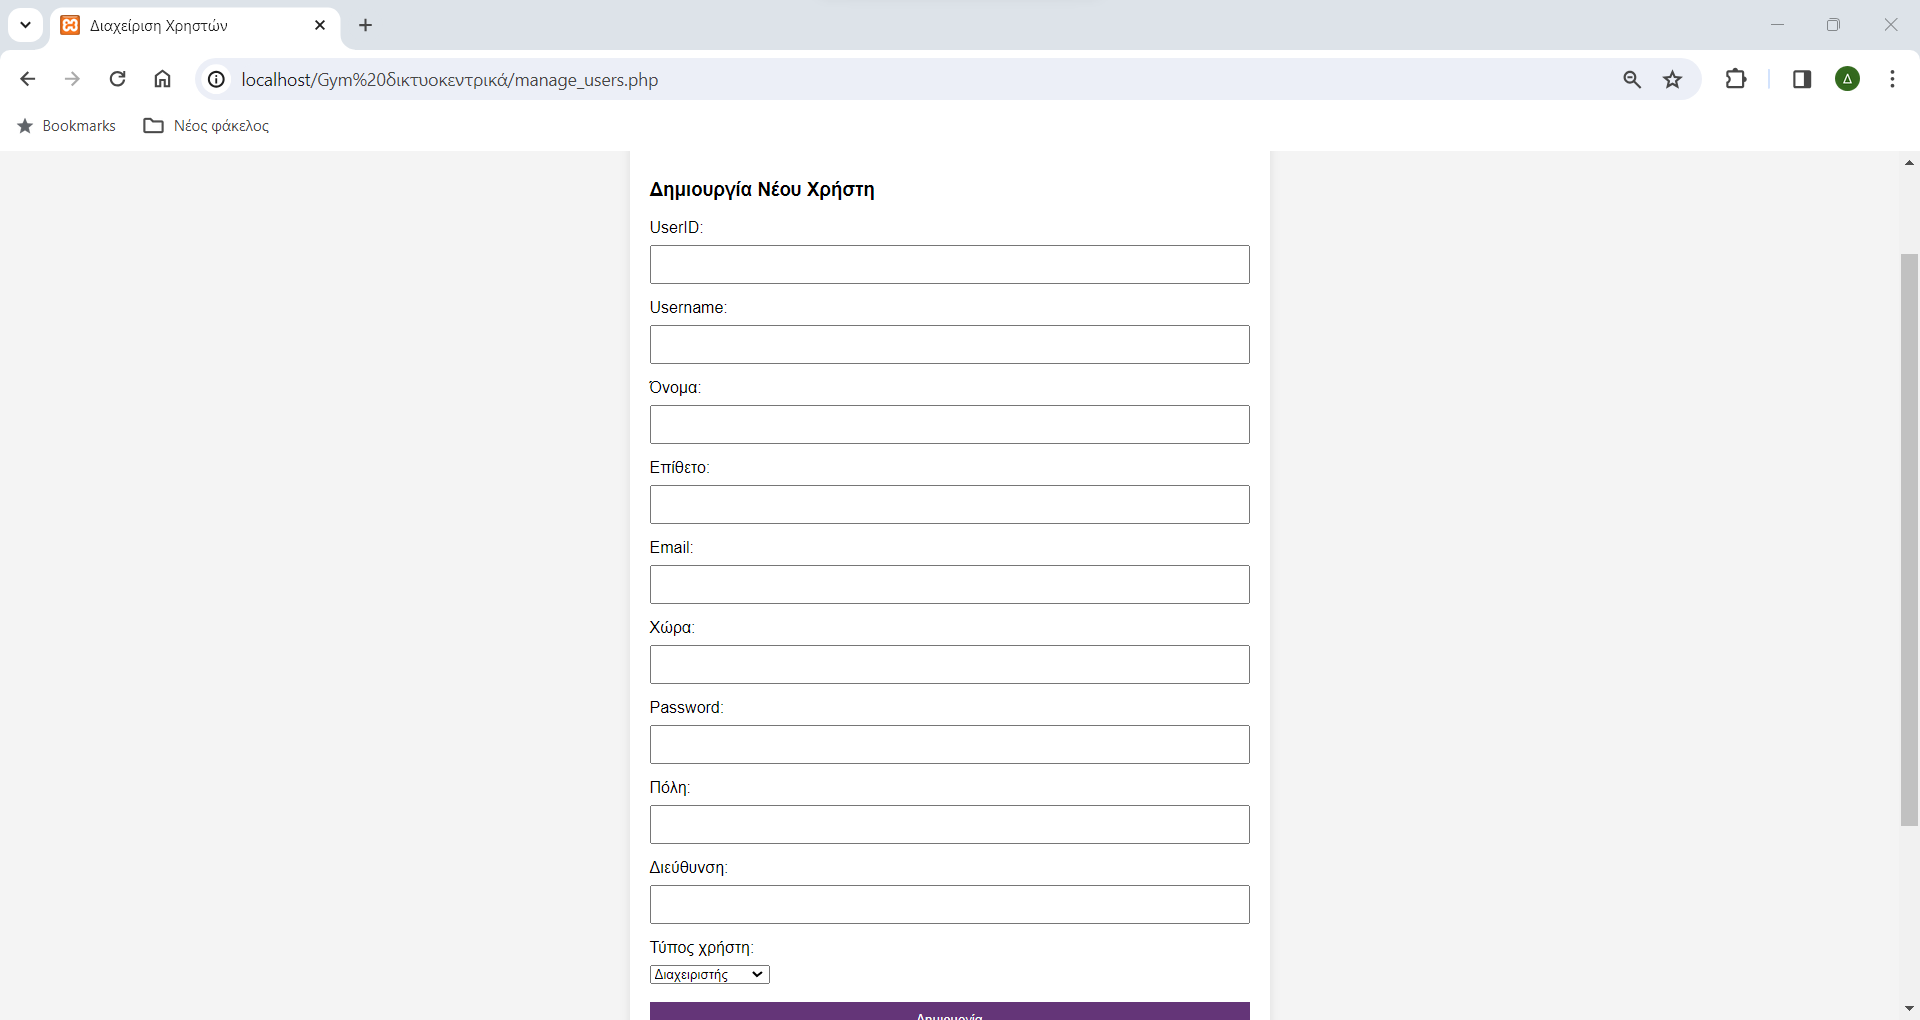 Διαχείριση Χρηστών
localhost/Gym%20δικτυοκεντρικά/manage_users.php
Δ
Bookmarks
Νέος φάκελος
Δημιουργία Νέου Χρήστη
UserID:
Username:
Όνομα:
Επίθετο:
Email:
Χώρα:
Password:
Πόλη:
Διεύθυνση:
Τύπος χρήστη:
Διαχειριστής
Δημιουργία